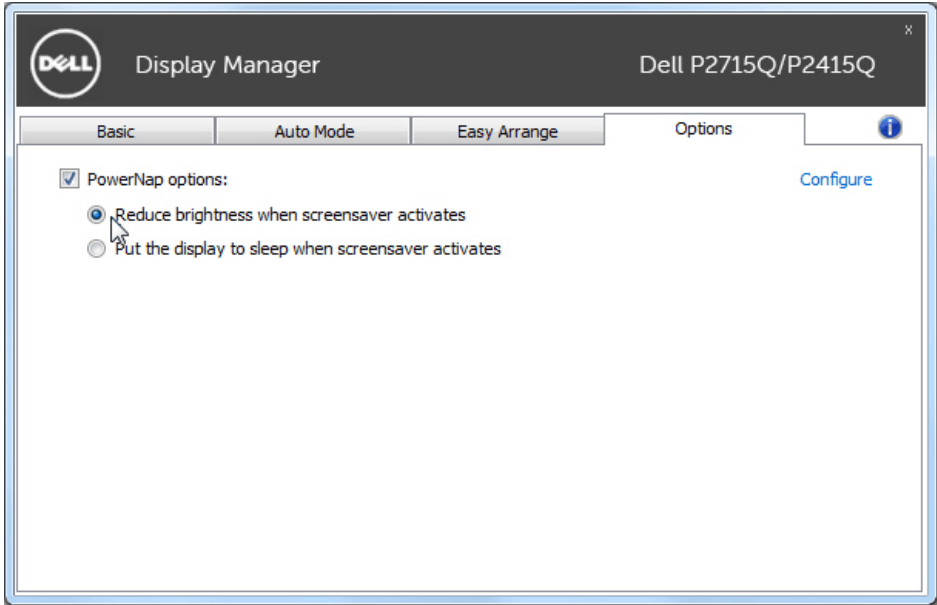 DELL
Display Manager
Dell P2715Q/P2415Q
x
Basic
Auto Mode
Easy Arrange
Options
i
PowerNap options:
Configure
Reduce brightness when screensaver activates
Put the display to sleep when screensaver activates